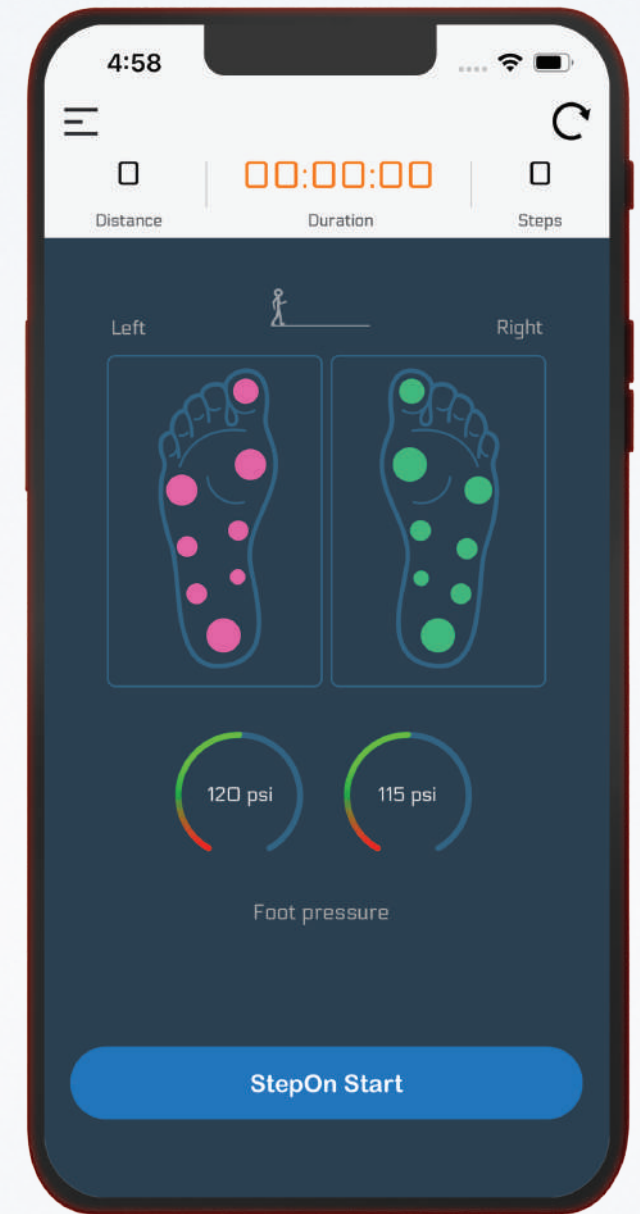 4:58
0 00:00:00 0
Distance Duration Steps
Left Right
120 psi 115 psi
Foot pressure
StepOn Start